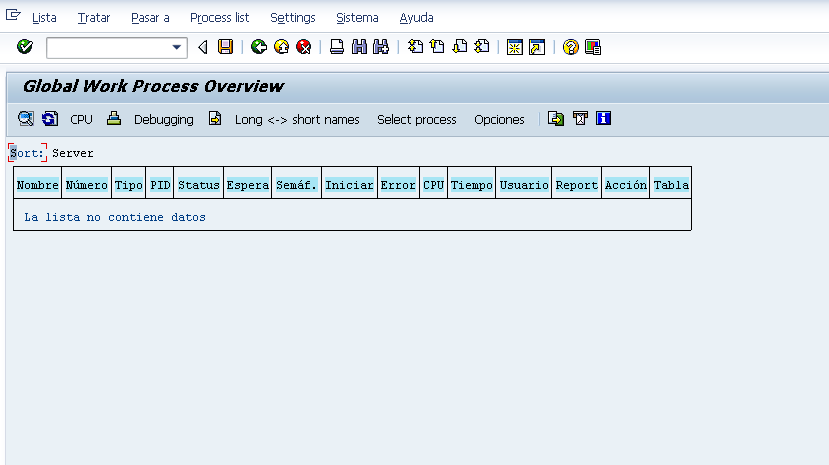 Lista Tratar Pasar a Process list Settings Sistema Ayuda
Global Work Process Overview
CPU Debugging Long <-> short names Select process Opciones
Sort: Server
Nombre Número Tipo PID Status Espera Semáf. Iniciar Error CPU Tiempo Usuario Report Acción Tabla
La lista no contiene datos